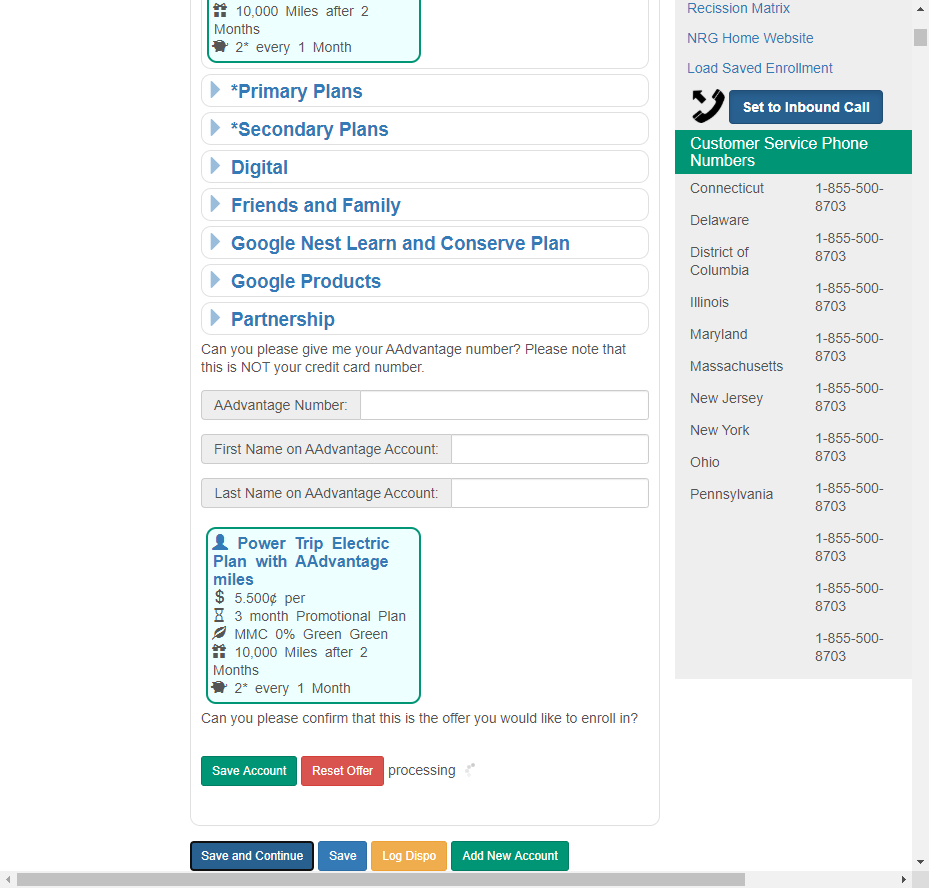 10,000 Miles after 2
Months
2* every 1 Month
*Primary Plans
*Secondary Plans
Digital
Friends and Family
Google Nest Learn and Conserve Plan
Google Products
Partnership
Can you please give me your AAdvantage number? Please note that
this is NOT your credit card number.
AAdvantage Number:
First Name on AAdvantage Account:
Last Name on AAdvantage Account:
Power Trip Electric
Plan with AAdvantage
miles
$ 5.500¢ per
3 month Promotional Plan
MMC 0% Green Green
10,000 Miles after 2
Months
2* every 1 Month
Can you please confirm that this is the offer you would like to enroll in?
Save Account
Reset Offer
processing
Save and Continue
Save
Log Dispo
Add New Account
Recission Matrix
NRG Home Website
Load Saved Enrollment
Set to Inbound Call
Customer Service Phone
Numbers
Connecticut
Delaware
District of
Columbia
Illinois
Maryland
Massachusetts
New Jersey
New York
Ohio
Pennsylvania
1-855-500-
8703
1-855-500-
8703
1-855-500-
8703
1-855-500-
8703
1-855-500-
8703
1-855-500-
8703
1-855-500-
8703
1-855-500-
8703
1-855-500-
8703
1-855-500-
8703